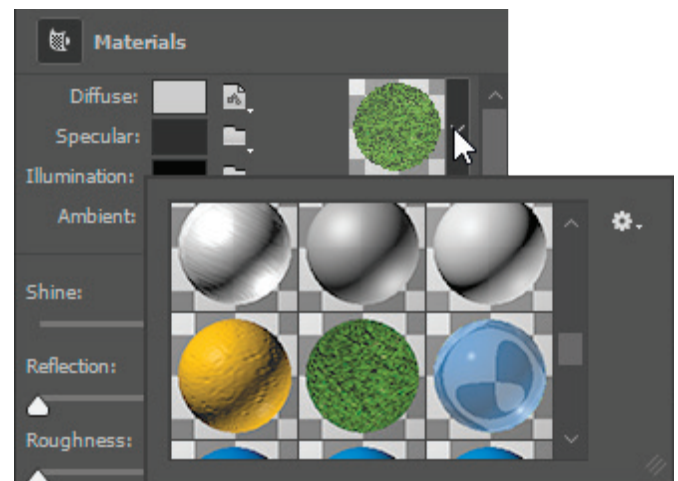 Materials
Diffuse:
Specular:
Illumination:
Ambient:
Shine:
Reflection:
Roughness: